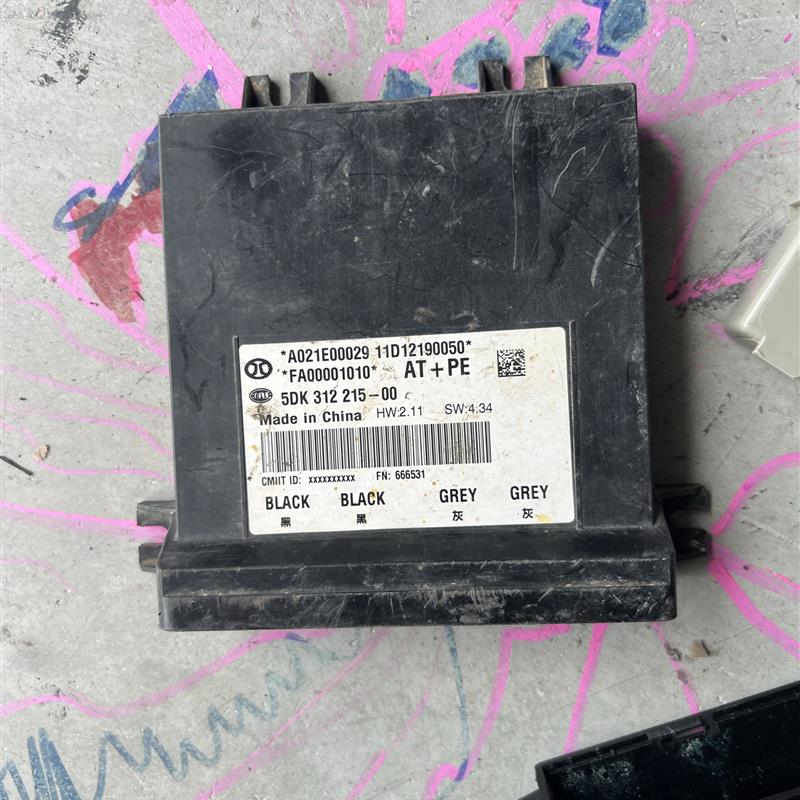 *A021E00029 11D12190050*
*FA00001010* AT+PE
HELLA 5DK 312 215-00
Made in China HW:2.11 SW:4:34
CMIIT ID: xxxxxxxxxx FN: 666531
BLACK BLACK GREY GREY
黑 黑 灰 灰